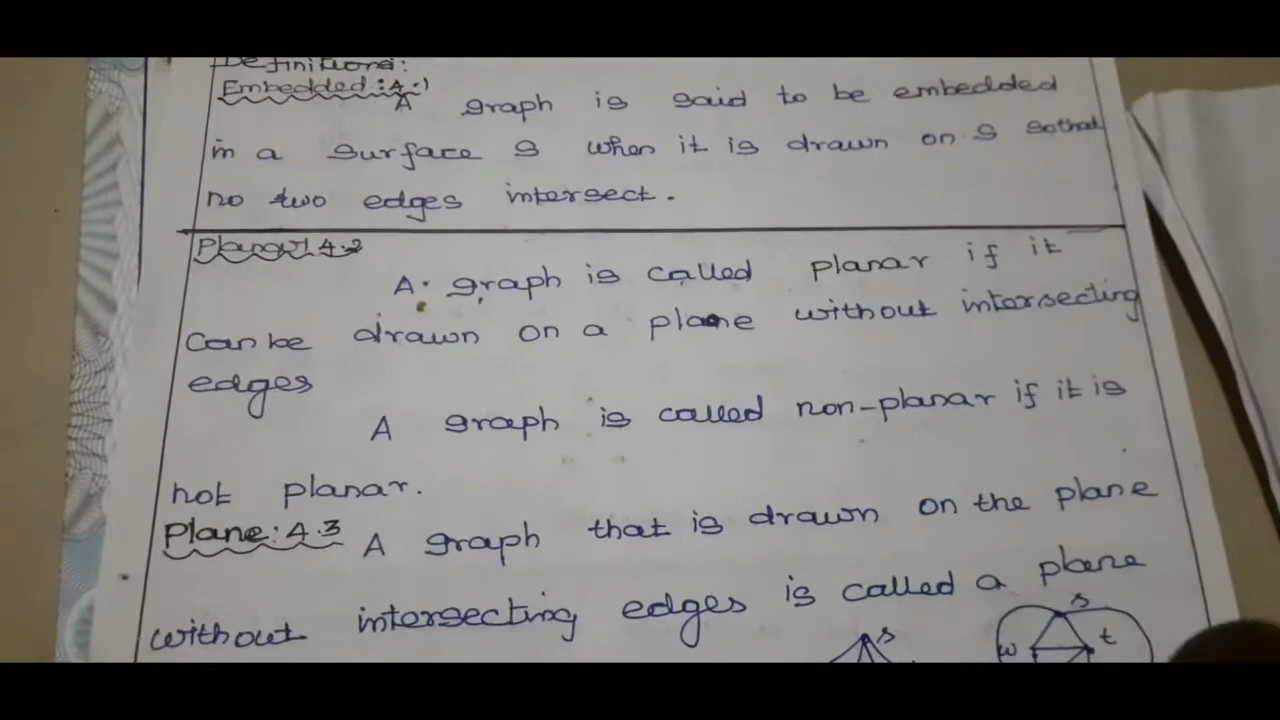 Definitions:
Embedded: 4.1
A graph is said to be embedded
in a surface S when it is drawn on S so that
no two edges intersect.
Planar: 4.2
A graph is called planar if it
can be drawn on a plane without intersecting
edges
A graph is called non-planar if it is
not planar.
Plane: 4.3 A graph that is drawn on the plane
without intersecting edges is called a plane
s
s
w
t